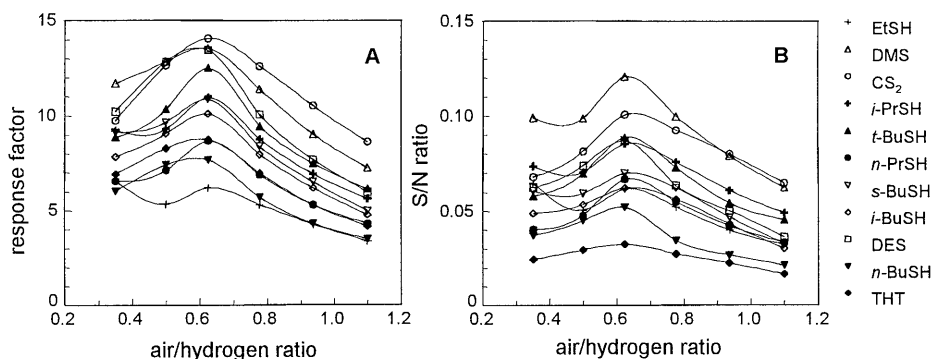 15
10
5
0
response factor
A
0.2 0.4 0.6 0.8 1.0 1.2
air/hydrogen ratio
0.15
0.10
0.05
0.00
S/N ratio
B
0.2 0.4 0.6 0.8 1.0 1.2
air/hydrogen ratio
EtSH
DMS
CS₂
i-PrSH
t-BuSH
n-PrSH
s-BuSH
i-BuSH
DES
n-BuSH
THT